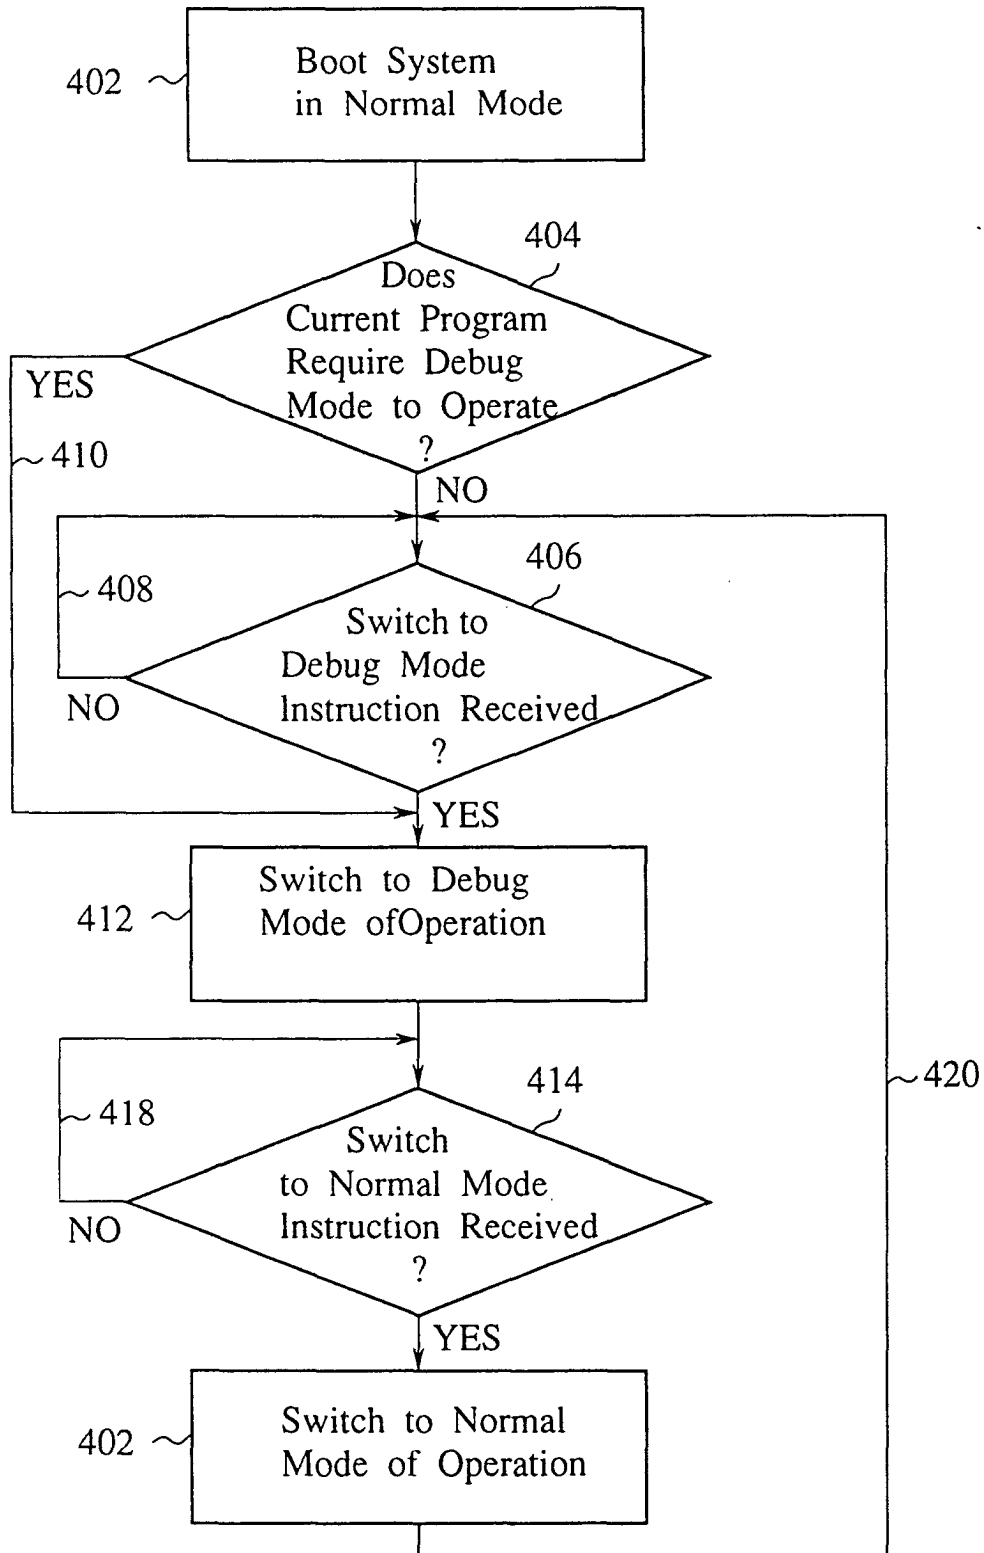 402
Boot System
in Normal Mode
404
Does
Current Program
Require Debug
Mode to Operate
?
YES
410
NO
408
406
Switch to
Debug Mode
Instruction Received
?
NO
YES
412
Switch to Debug
Mode ofOperation
418
414
420
Switch
to Normal Mode
Instruction Received
?
NO
YES
402
Switch to Normal
Mode of Operation